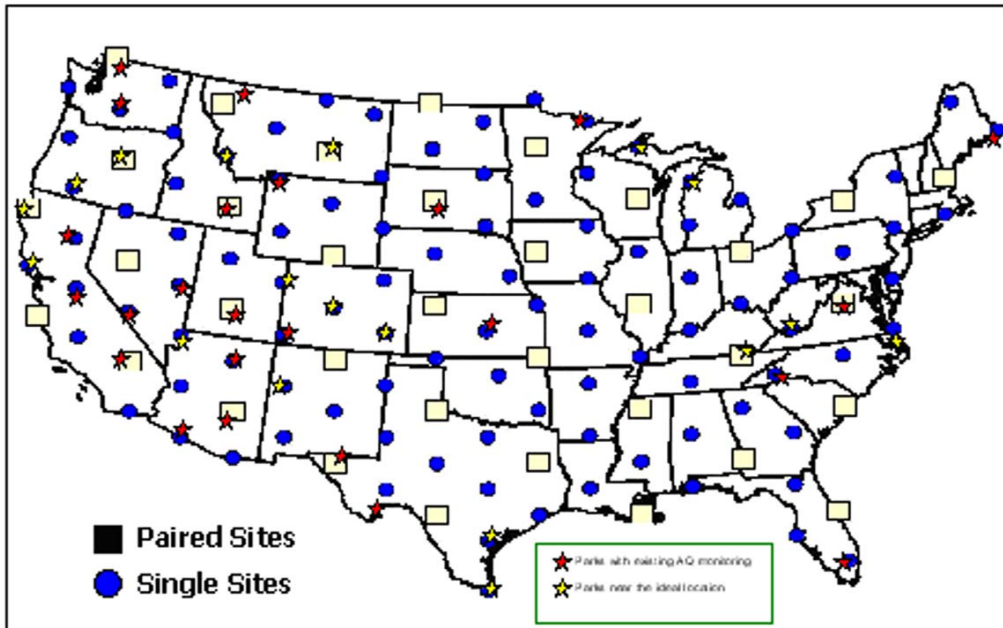 Paired Sites
Single Sites
Parks with existing AQ monitoring
Parks near the ideal location